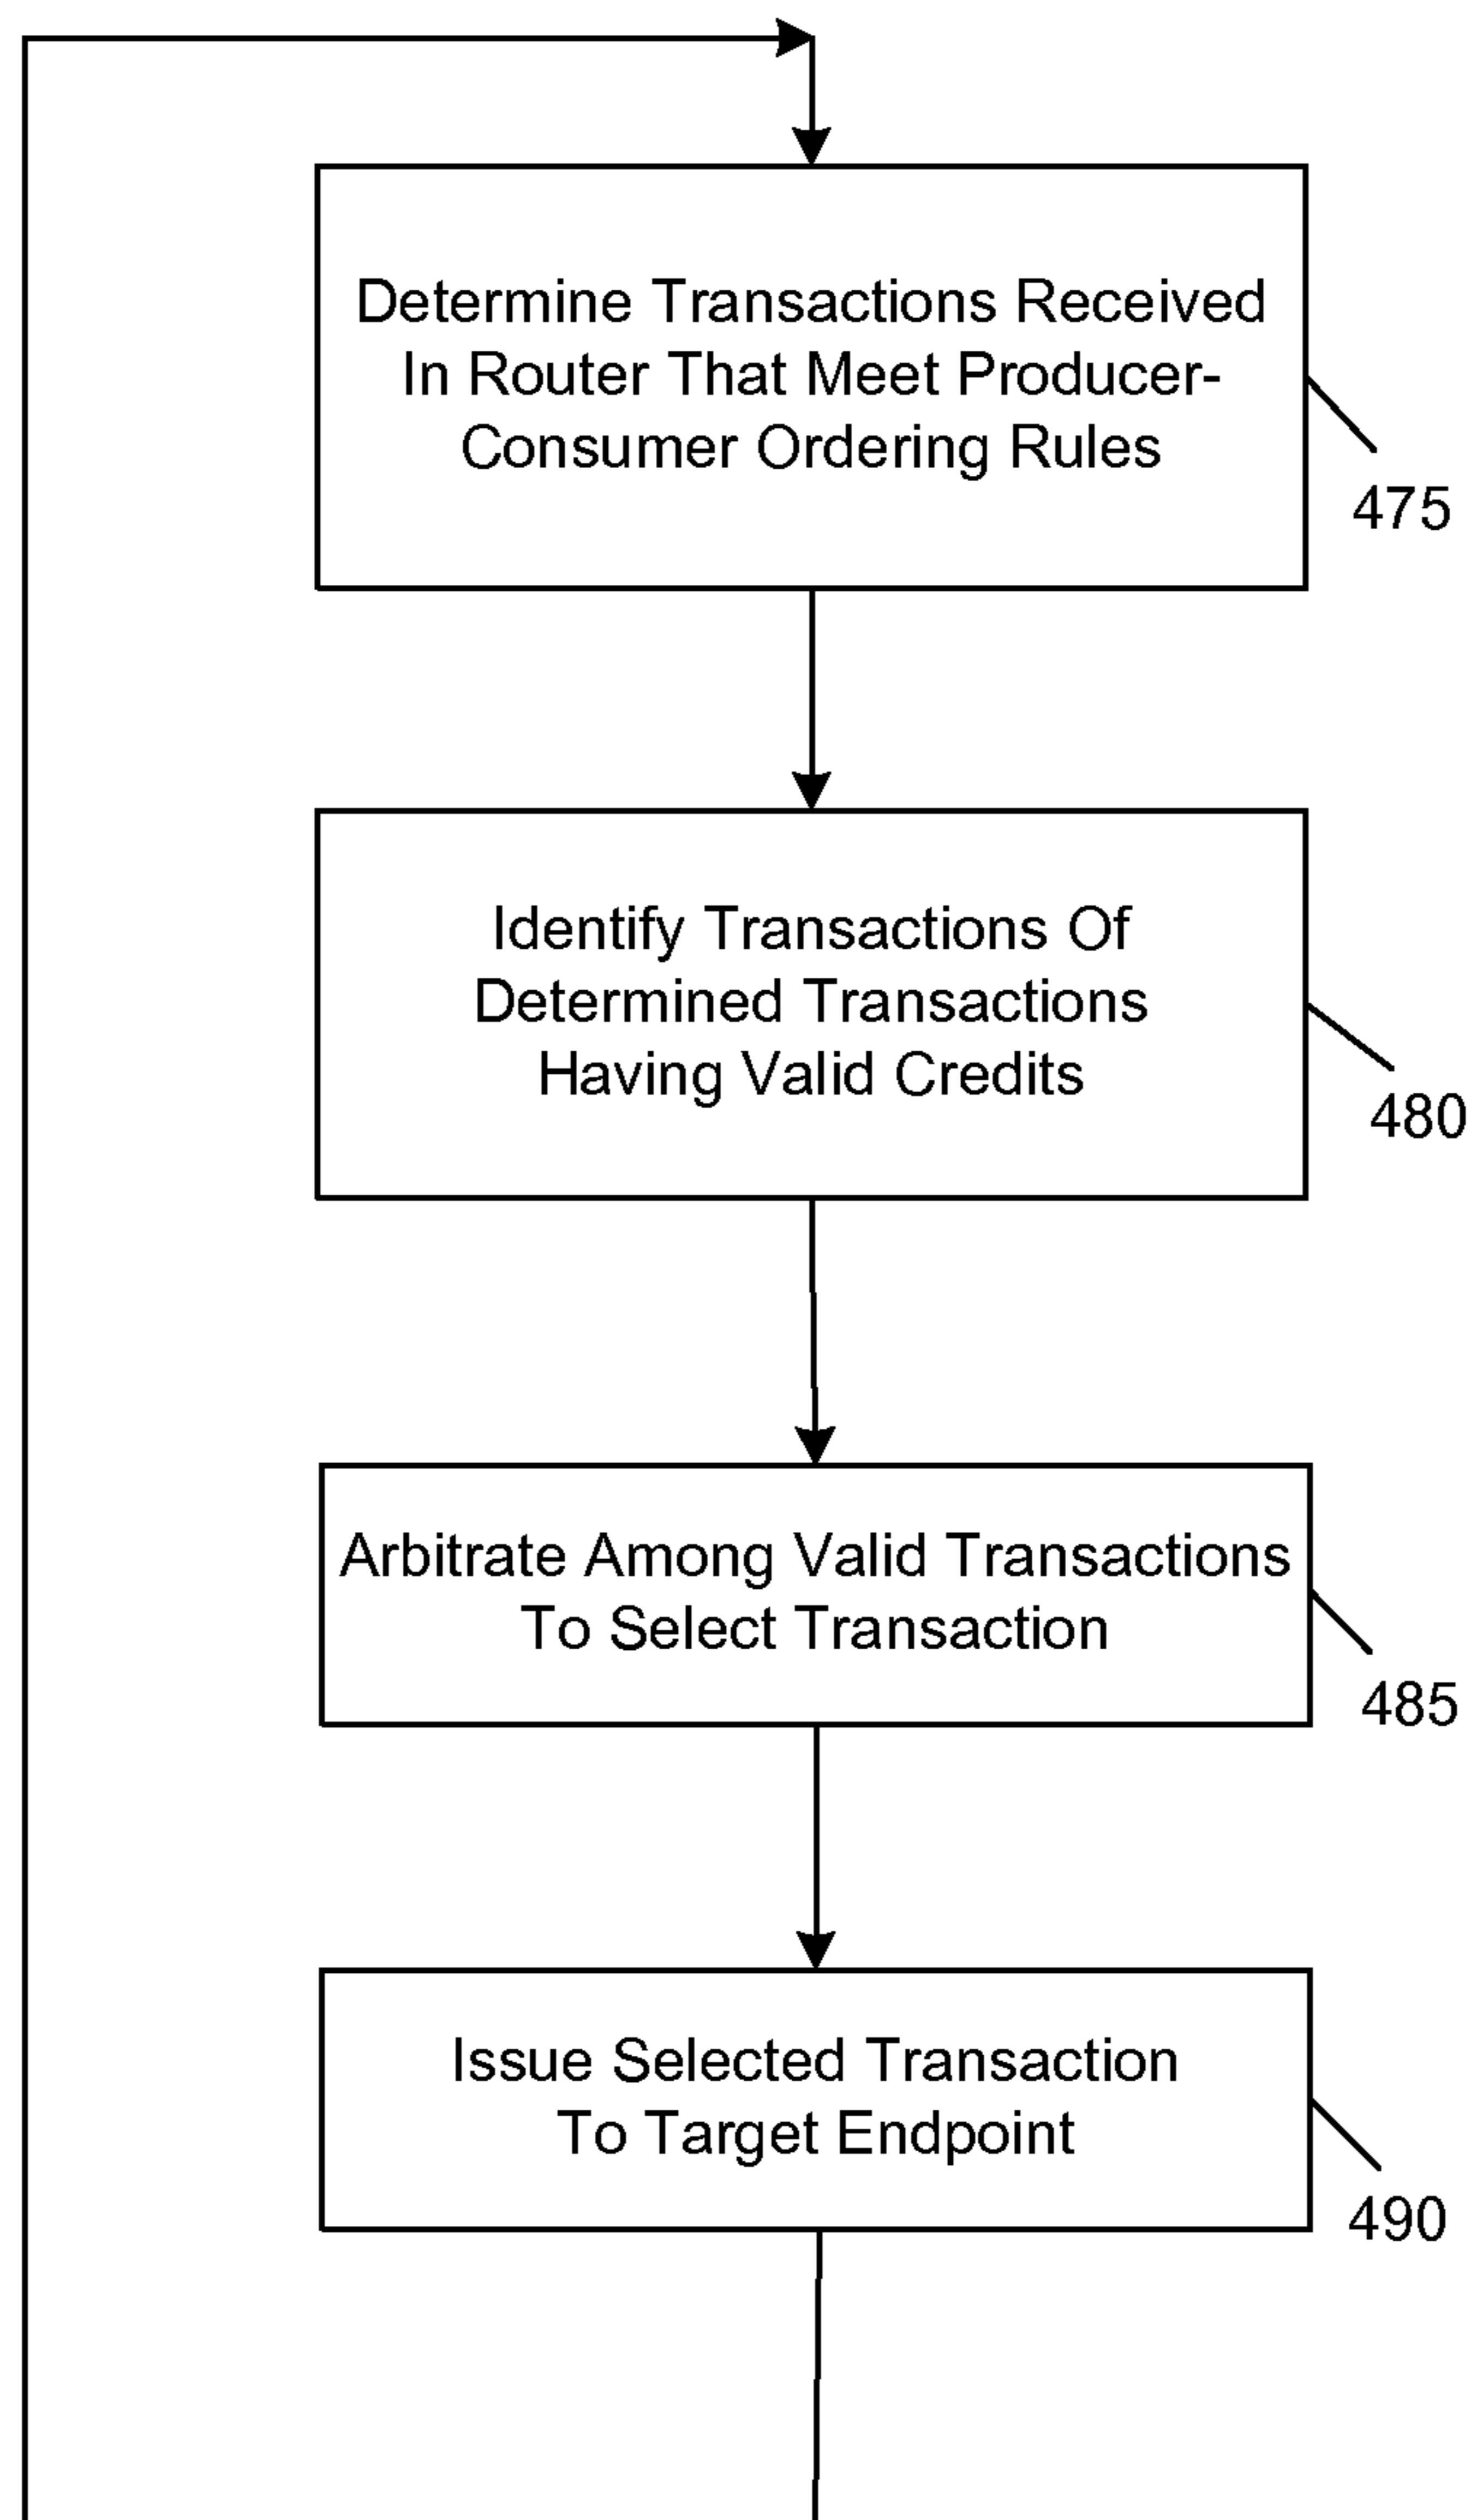 Determine Transactions Received
In Router That Meet Producer-
Consumer Ordering Rules
475
Identify Transactions Of
Determined Transactions
Having Valid Credits
480
Arbitrate Among Valid Transactions
To Select Transaction
485
Issue Selected Transaction
To Target Endpoint
490